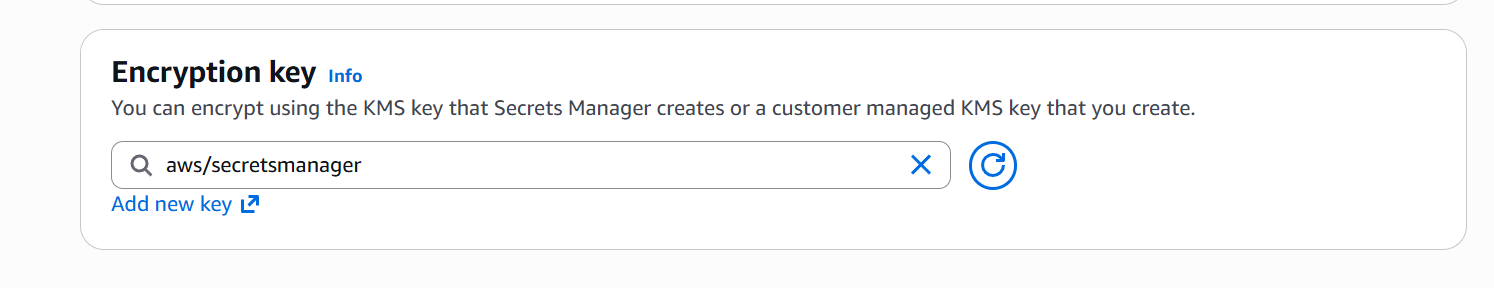 Encryption key Info
You can encrypt using the KMS key that Secrets Manager creates or a customer managed KMS key that you create.
aws/secretsmanager
Add new key